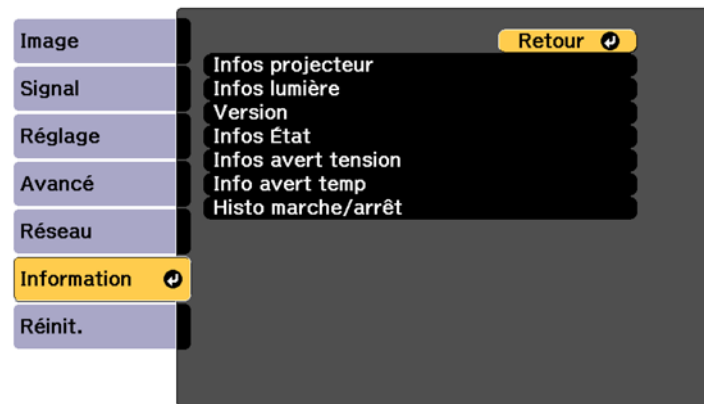 Image
Signal
Réglage
Avancé
Réseau
Information
Réinit.
Retour
Infos projecteur
Infos lumière
Version
Infos État
Infos avert tension
Info avert temp
Histo marche/arrêt